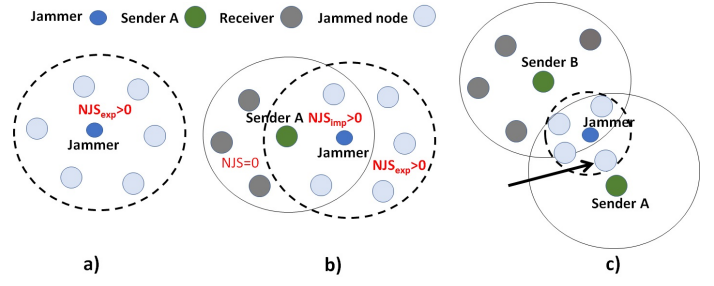 Jammer Sender A Receiver Jammed node
NJSexp>0
Jammer
a)
Sender A
NJSimp>0
Jammer
NJS=0
NJSexp>0
b)
Sender B
Jammer
Sender A
c)